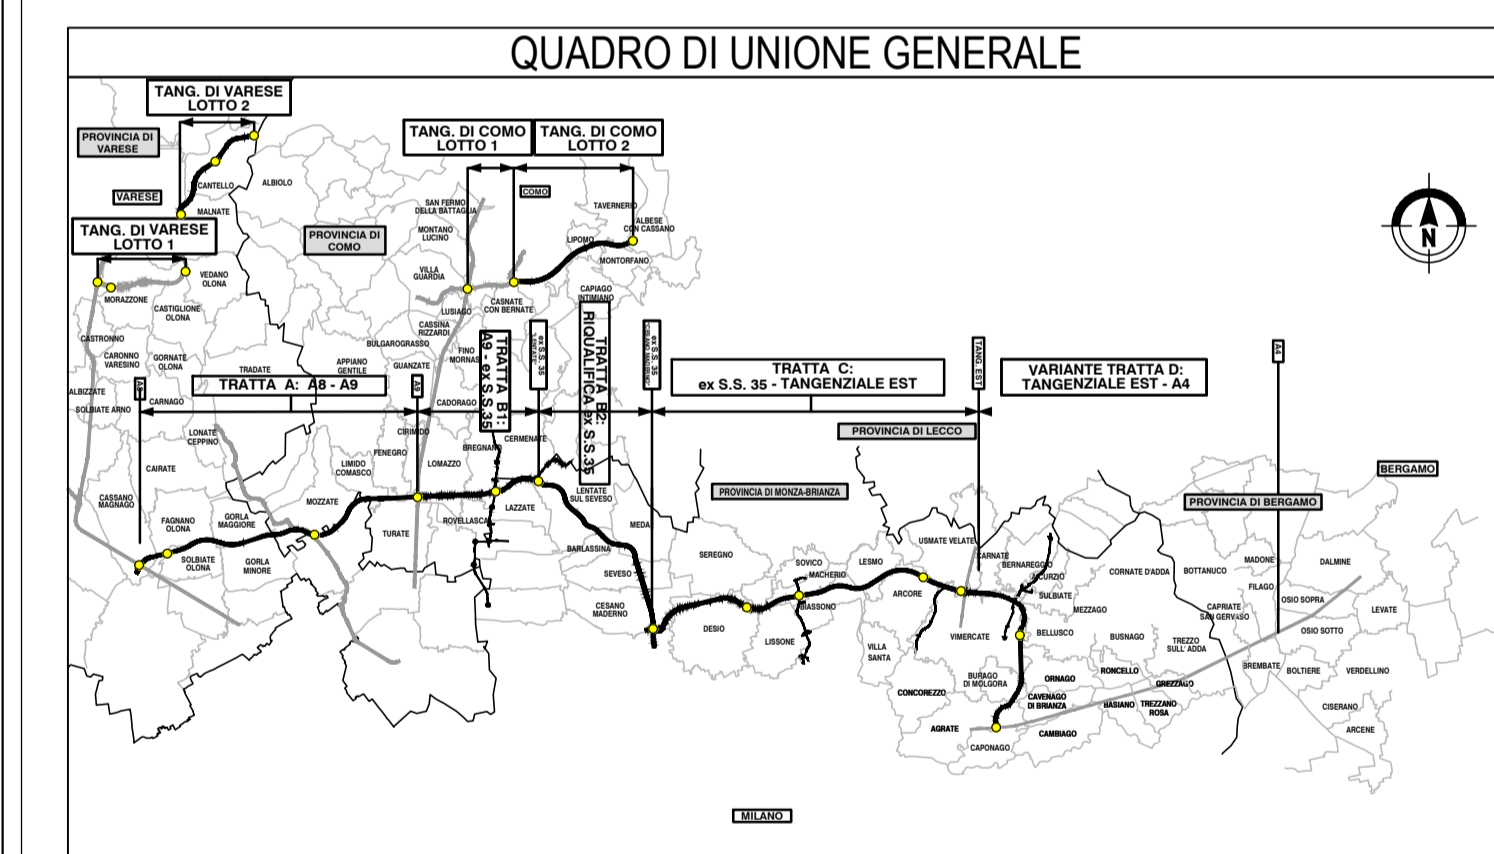 QUADRO DI UNIONE GENERALE
TANG. DI VARESE
LOTTO 2
PROVINCIA DI
VARESE
VARESE
CANTELLO
ALBIOLO
MALNATE
TANG. DI VARESE
LOTTO 1
PROVINCIA DI
COMO
TANG. DI COMO
LOTTO 1
TANG. DI COMO
LOTTO 2
COMO
SAN FERMO
DELLA BATTAGLIA
MONTANO
LUCINO
VILLA
GUARDIA
TAVERNERIO
ALBESE
CON CASSANO
LIPOMO
MONTORFANO
CAPIAGO
INTIMIANO
CASNATE
CON BERNATE
LUSIAGO
CASSINA
RIZZARDI
BULGAROGRASSO
FINO
MORNAS
GUANZATE
CADORAGO
N
VEDANO
OLONA
MORAZZONE
CASTIGLIONE
OLONA
CASTRONNO
CARONNO
VARESINO
GORNATE
OLONA
TRADATE
APPIANO
GENTILE
ALBIZZATE
SOLBIATE ARNO
CARNAGO
TRATTA A: A8 - A9
A9
TRATTA B1:
A9 - ex S.S.35
ex S.S. 35
TRATTA B2:
RIQUALIFICA ex S.S.35
ex S.S. 35
TRATTA C:
ex S.S. 35 - TANGENZIALE EST
TANG. EST
VARIANTE TRATTA D:
TANGENZIALE EST - A4
A4
PROVINCIA DI LECCO
PROVINCIA DI MONZA-BRIANZA
PROVINCIA DI BERGAMO
BERGAMO
LONATE
CEPPINO
CAIRATE
CASSANO
MAGNAGO
FAGNANO
OLONA
GORLA
MAGGIORE
SOLBIATE
OLONA
GORLA
MINORE
MOZZATE
LIMIDO
COMASCO
FENEGRO
CIRIMIDO
LOMAZZO
BREGNANO
CERMENATE
TURATE
ROVELLASCA
LAZZATE
LENTATE
SUL SEVESO
MEDA
BARLASSINA
SEVESO
CESANO
MADERNO
SEREGNO
DESIO
LISSONE
SOVICO
MACHERIO
BIASSONO
LESMO
ARCORE
VILLA
SANTA
USMATE VELATE
CARNATE
BERNAREGGIO
SULBIATE
MEZZAGO
VIMERCATE
BELLUSCO
BURAGO
DI MOLGORA
CONCOREZZO
AGRATE
CAPONAGO
CAVENAGO
DI BRIANZA
ORNAGO
CAMBIAGO
RONCELLO
BUSNAGO
BASIANO
TREZZANO
ROSA
GREZZAGO
TREZZO
SULL' ADDA
CORNATE D'ADDA
BOTTANUCO
MADONE
FILAGO
CAPRIATE
SAN GERVASO
DALMINE
OSIO SOPRA
OSIO SOTTO
LEVATE
BREMBATE
BOLTIERE
VERDELLINO
CISERANO
ARCENE
MILANO